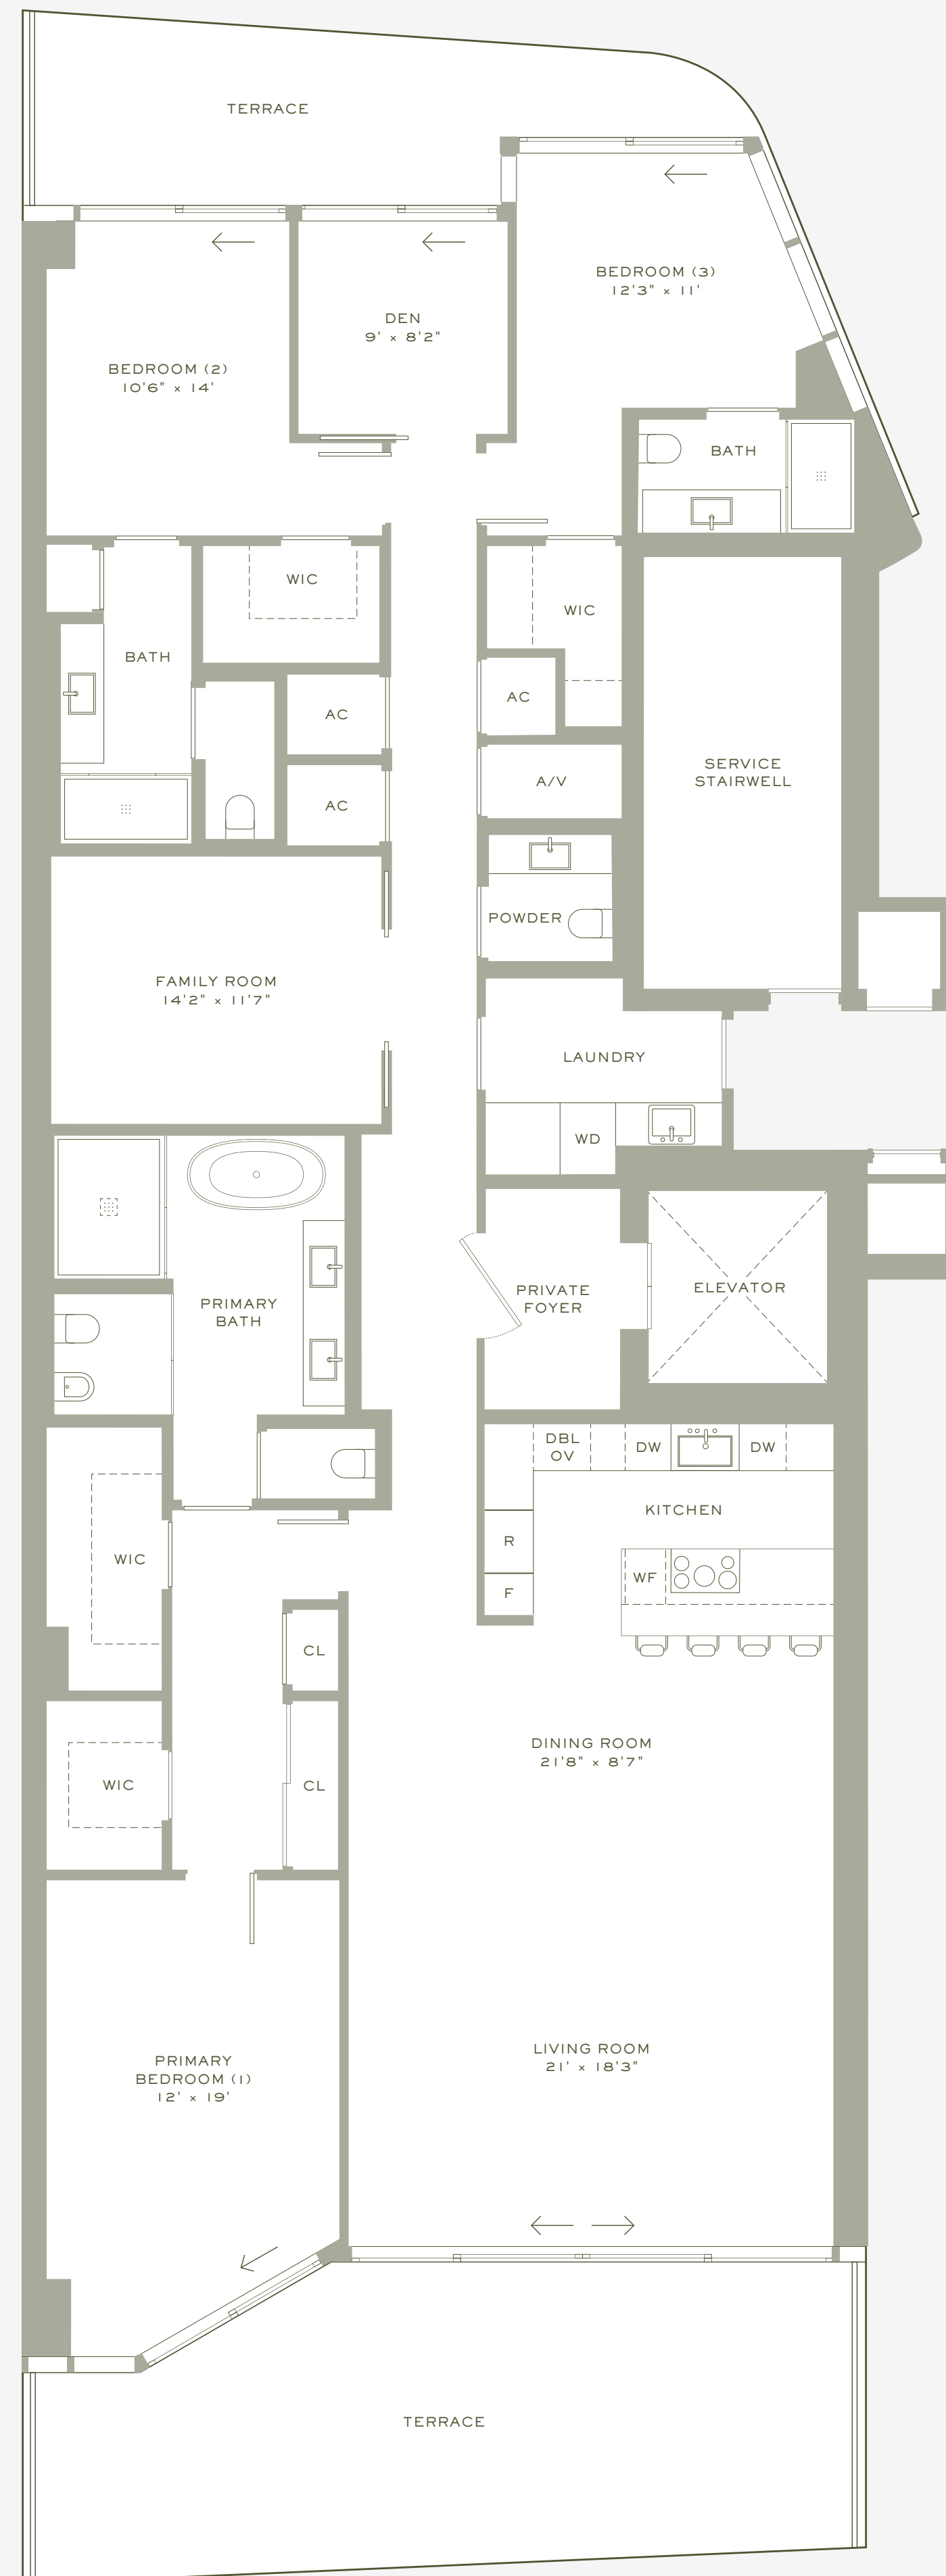 TERRACE
BEDROOM (3)
12'3" × 11'
DEN
9' × 8'2"
BEDROOM (2)
10'6" × 14'
BATH
WIC
WIC
BATH
AC
AC
SERVICE
STAIRWELL
A/V
AC
POWDER
FAMILY ROOM
14'2" × 11'7"
LAUNDRY
WD
PRIVATE
FOYER
ELEVATOR
PRIMARY
BATH
DBL
OV
DW
DW
KITCHEN
R
WIC
WF
F
CL
DINING ROOM
21'8" × 8'7"
WIC
CL
LIVING ROOM
21' × 18'3"
PRIMARY
BEDROOM (1)
12' × 19'
TERRACE